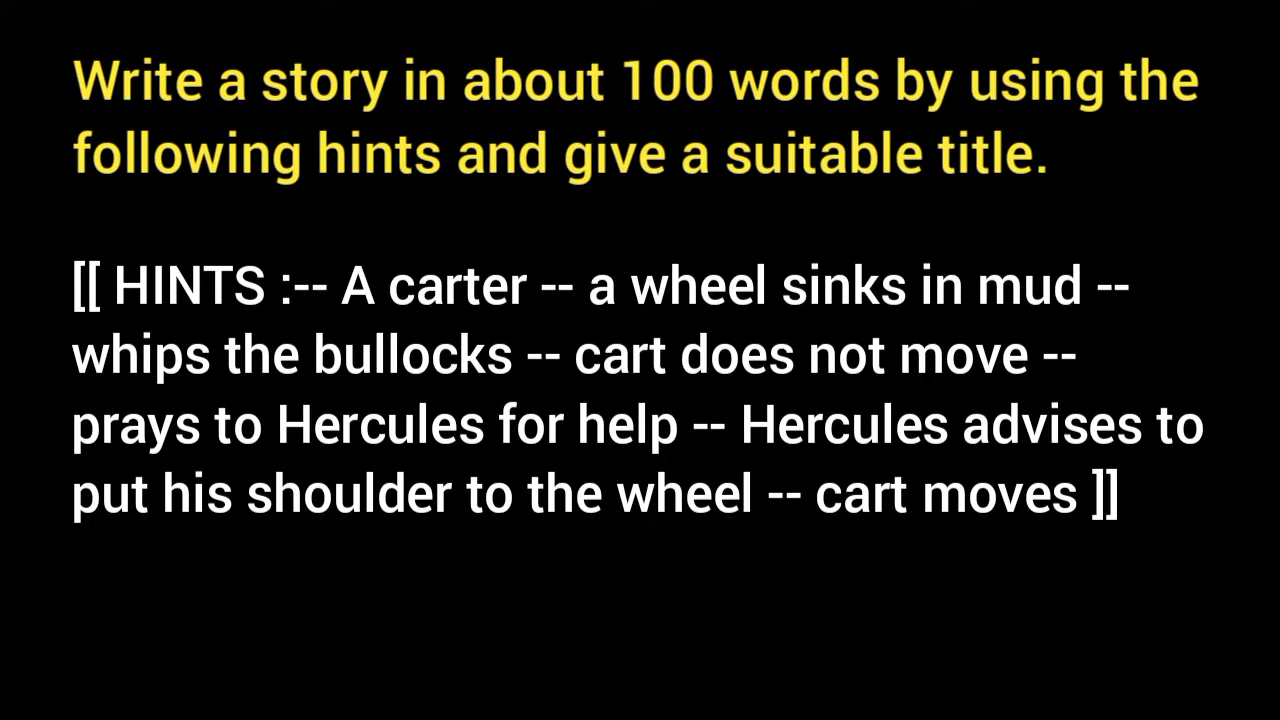 Write a story in about 100 words by using the
following hints and give a suitable title.
[[ HINTS :-- A carter -- a wheel sinks in mud --
whips the bullocks -- cart does not move --
prays to Hercules for help -- Hercules advises to
put his shoulder to the wheel -- cart moves ]]